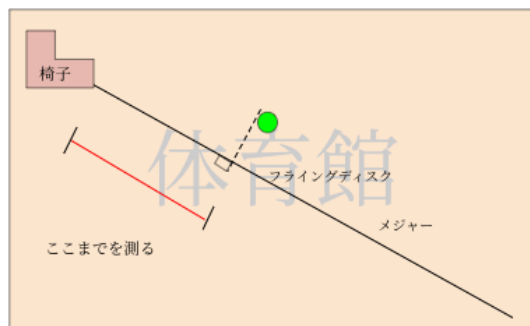 椅子
体育館
フライングディスク
メジャー
ここまでを測る